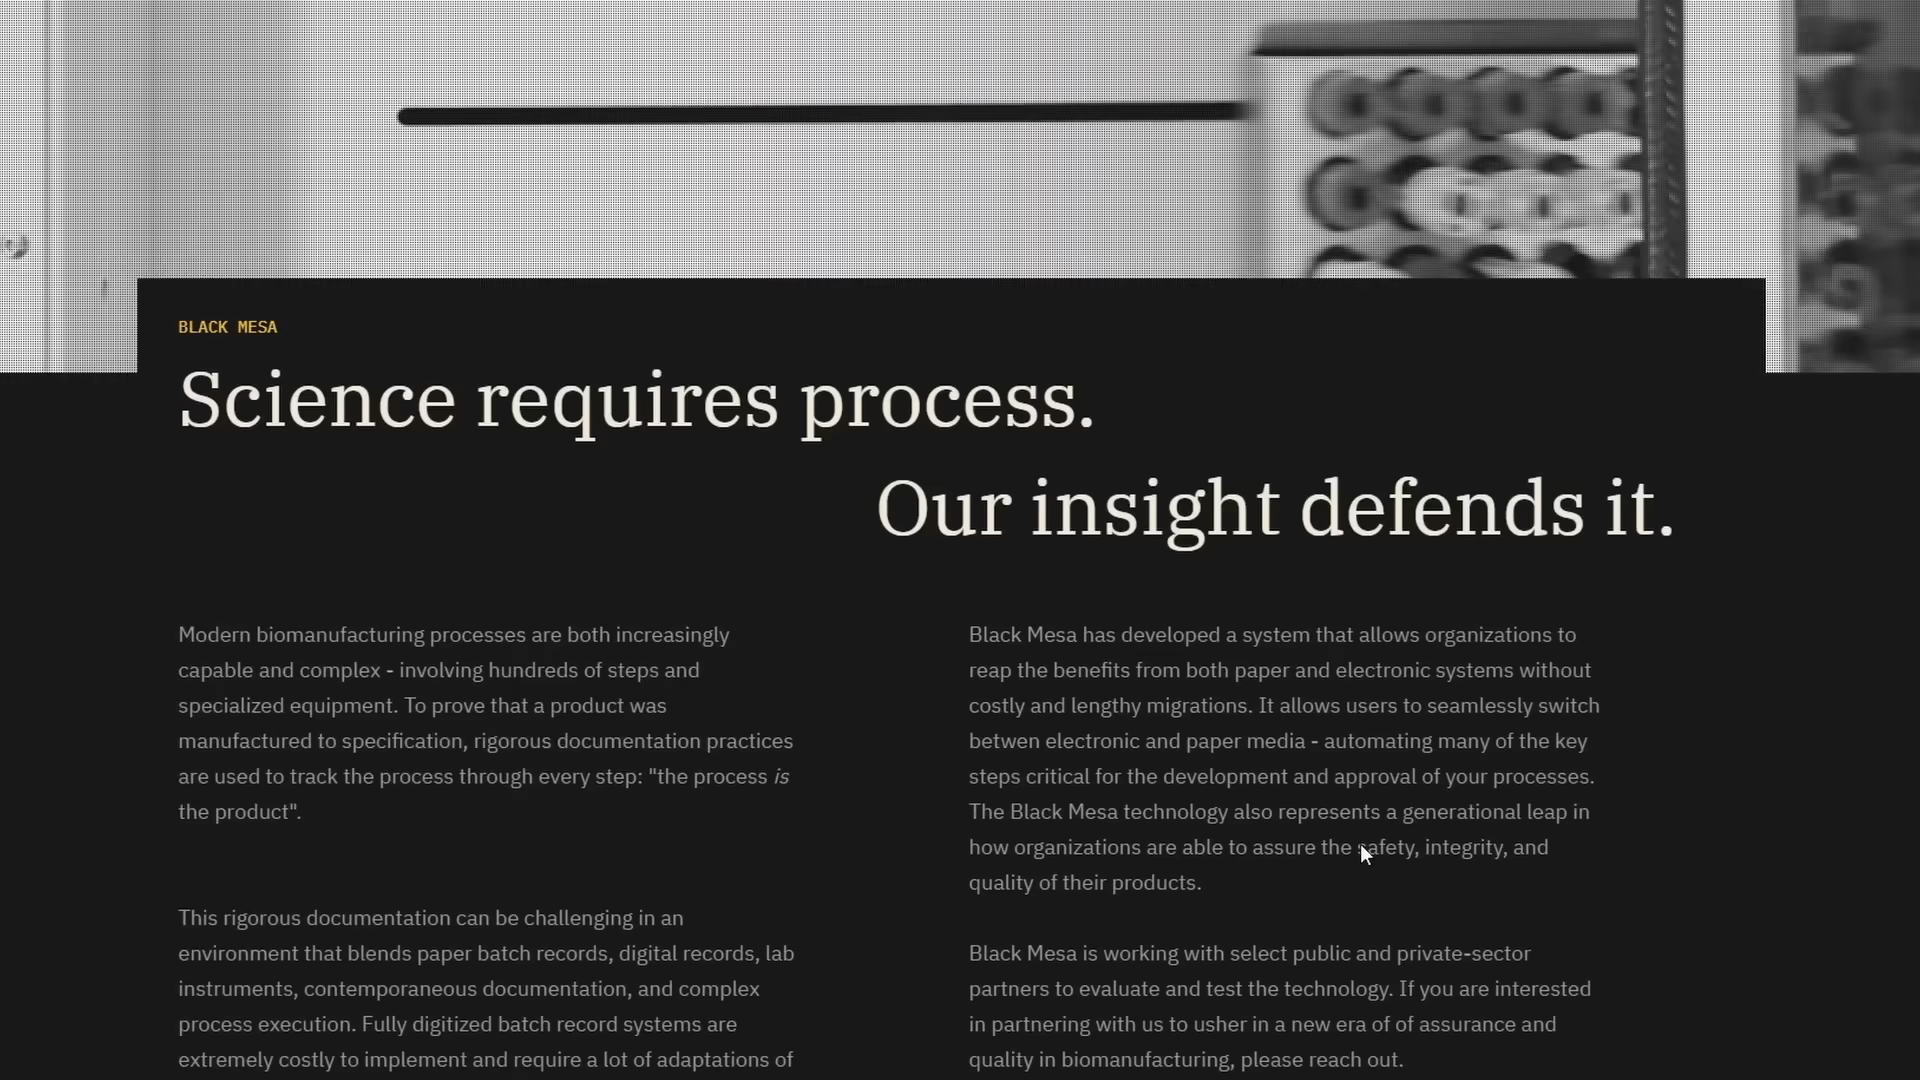 BLACK MESA
Science requires process.
Our insight defends it.
Modern biomanufacturing processes are both increasingly
capable and complex - involving hundreds of steps and
specialized equipment. To prove that a product was
manufactured to specification, rigorous documentation practices
are used to track the process through every step: "the process is
the product".
This rigorous documentation can be challenging in an
environment that blends paper batch records, digital records, lab
instruments, contemporaneous documentation, and complex
process execution. Fully digitized batch record systems are
extremely costly to implement and require a lot of adaptations of
Black Mesa has developed a system that allows organizations to
reap the benefits from both paper and electronic systems without
costly and lengthy migrations. It allows users to seamlessly switch
betwen electronic and paper media - automating many of the key
steps critical for the development and approval of your processes.
The Black Mesa technology also represents a generational leap in
how organizations are able to assure the safety, integrity, and
quality of their products.
Black Mesa is working with select public and private-sector
partners to evaluate and test the technology. If you are interested
in partnering with us to usher in a new era of of assurance and
quality in biomanufacturing, please reach out.